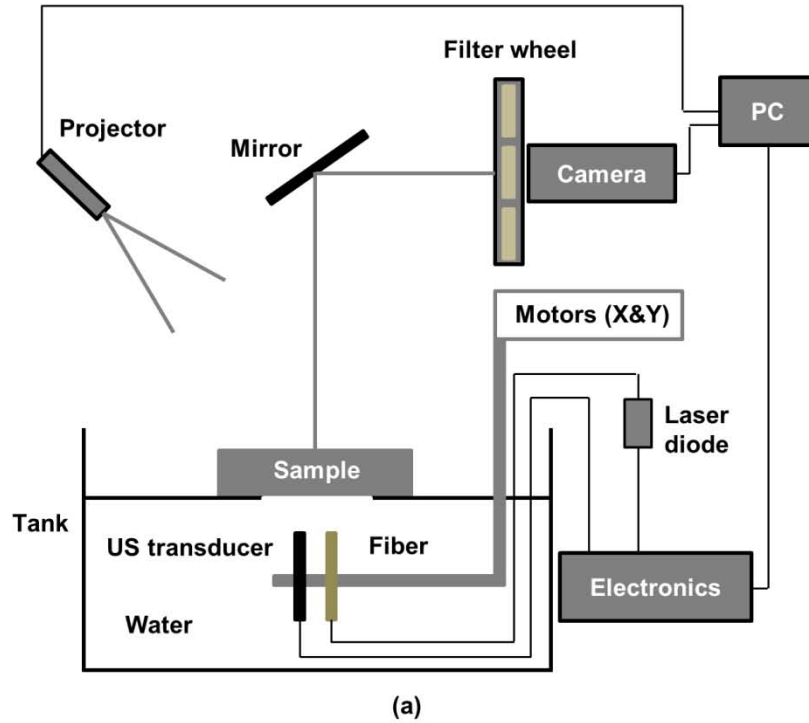 Filter wheel
PC
Projector
Mirror
Camera
Motors (X&Y)
Laser
diode
Sample
Tank
US transducer
Fiber
Electronics
Water
(a)